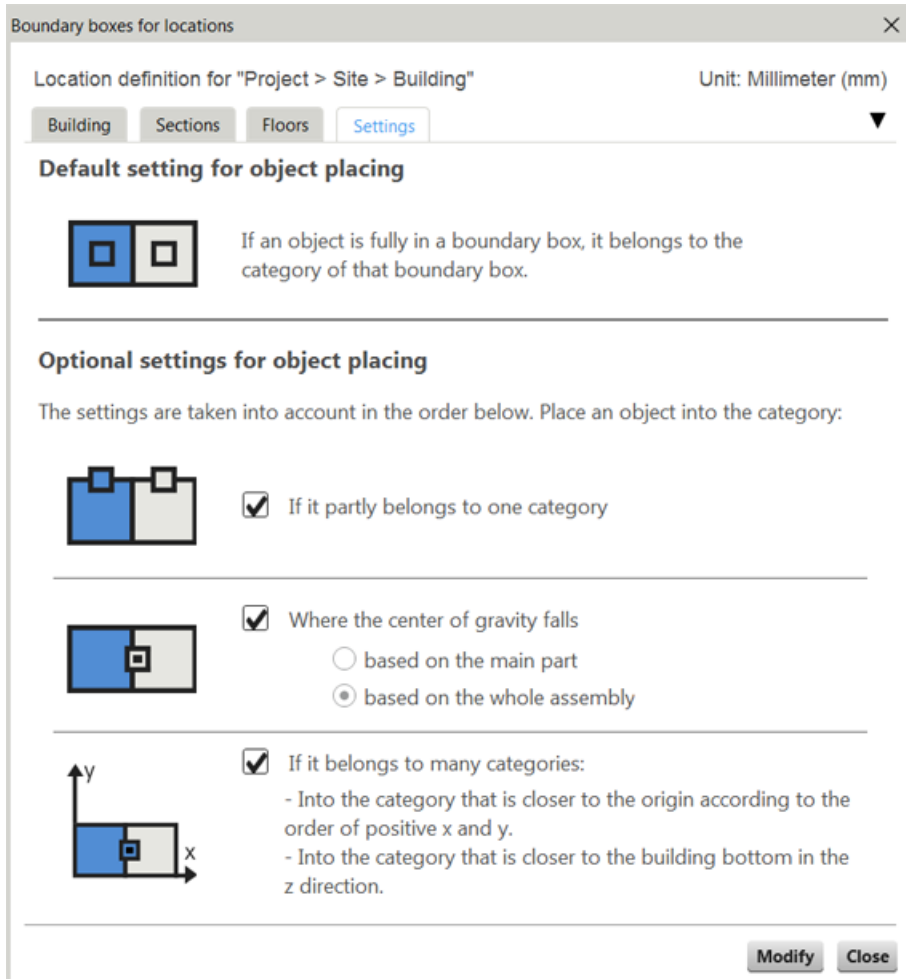 Boundary boxes for locations
Location definition for "Project > Site > Building" Unit: Millimeter (mm)
Building Sections Floors Settings
Default setting for object placing
If an object is fully in a boundary box, it belongs to the
category of that boundary box.
Optional settings for object placing
The settings are taken into account in the order below. Place an object into the category:
If it partly belongs to one category
Where the center of gravity falls
based on the main part
based on the whole assembly
y
x
If it belongs to many categories:
- Into the category that is closer to the origin according to the
order of positive x and y.
- Into the category that is closer to the building bottom in the
z direction.
Modify Close